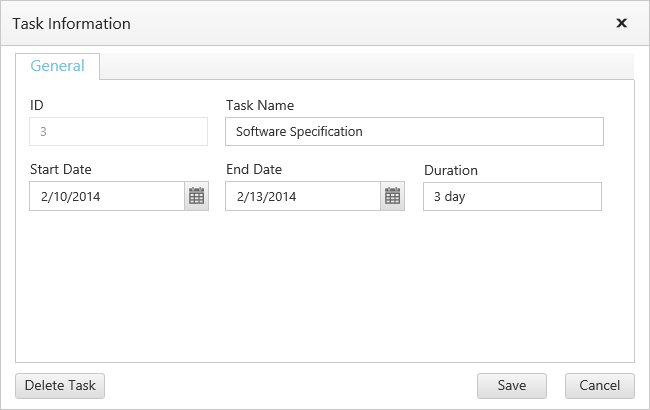 Task Information
General
ID
Task Name
3
Software Specification
Start Date
End Date
Duration
2/10/2014
2/13/2014
3 day
Delete Task
Save
Cancel